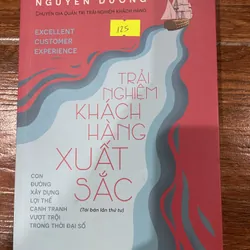 NGUYỄN DƯƠNG
CHUYÊN GIA QUẢN TRỊ TRẢI NGHIỆM KHÁCH HÀNG
125
EXCELLENT
CUSTOMER
EXPERIENCE
TRẢI
NGHIỆM
KHÁCH
HÀNG
XUẤT
SẮC
(Tái bản lần thứ tư)
CON
ĐƯỜNG
XÂY DỰNG
LỢI THẾ
CẠNH TRANH
VƯỢT TRỘI
TRONG THỜI ĐẠI SỐ